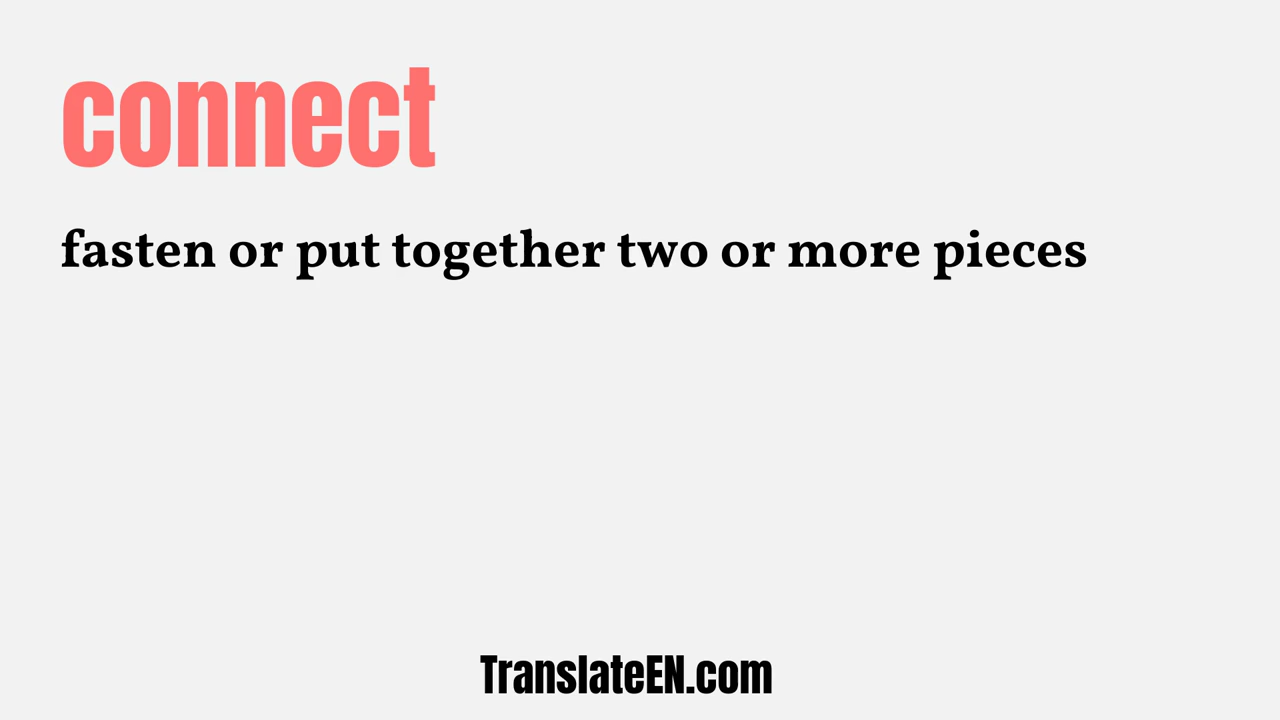 connect
fasten or put together two or more pieces
TranslateEN.com